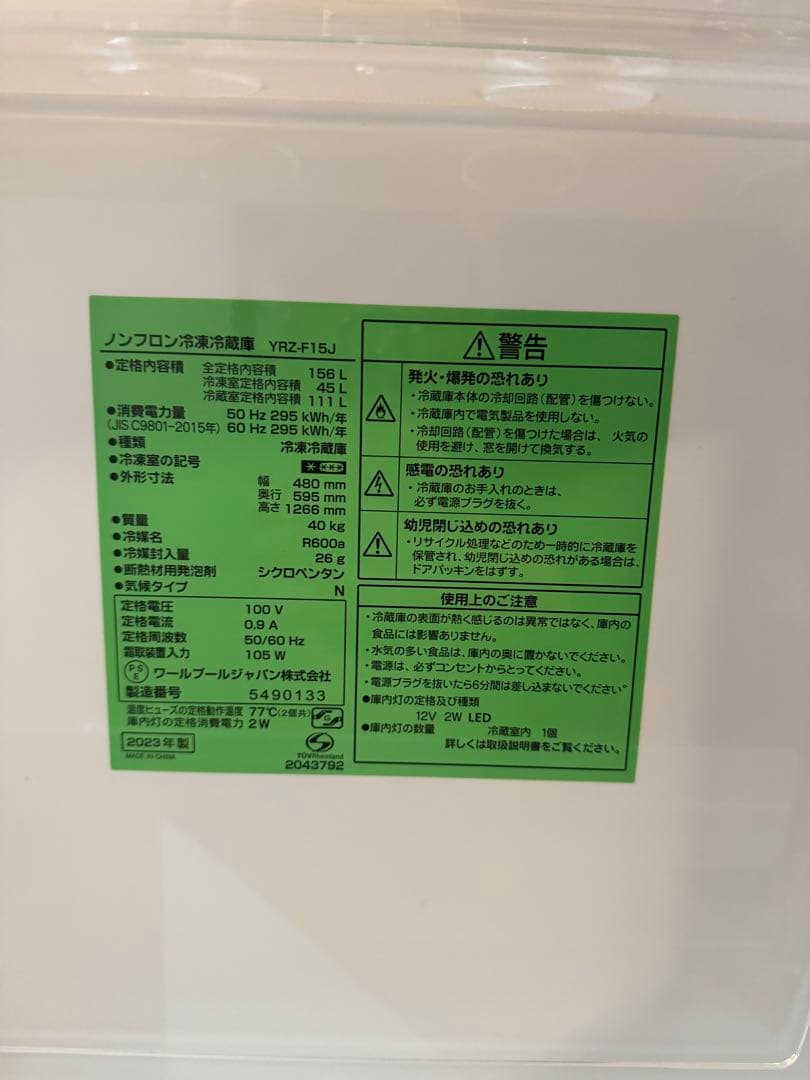 ノンフロン冷凍冷蔵庫 YRZ-F15J
●定格内容積 全定格内容積 156 L
冷凍室定格内容積 45 L
冷蔵室定格内容積 111 L
●消費電力量 50 Hz 295 kWh/年
(JIS C9801-2015年) 60 Hz 295 kWh/年
●種類 冷凍冷蔵庫
●冷凍室の記号
●外形寸法 幅 480 mm
奥行 595 mm
高さ 1266 mm
●質量 40 kg
●冷媒名 R600a
●冷媒封入量 26 g
●断熱材用発泡剤 シクロペンタン
●気候タイプ N
定格電圧 100 V
定格電流 0.9 A
定格周波数 50/60 Hz
霜取装置入力 105 W
PSE ワールプールジャパン株式会社
製造番号 5490133
温度ヒューズの定格動作温度 77℃(2個共)
庫内灯の定格消費電力 2W
G
2023年製
MADE IN CHINA
TÜVRheinland
2043792
警告
発火・爆発の恐れあり
・冷蔵庫本体の冷却回路(配管)を傷つけない。
・冷蔵庫内で電気製品を使用しない。
・冷却回路(配管)を傷つけた場合は、火気の
使用を避け、窓を開けて換気する。
感電の恐れあり
・冷蔵庫のお手入れのときは、
必ず電源プラグを抜く。
幼児閉じ込めの恐れあり
・リサイクル処理などのため一時的に冷蔵庫を
保管され、幼児閉じ込めの恐れがある場合は、
ドアパッキンをはずす。
使用上のご注意
・冷蔵庫の表面が熱く感じるのは異常ではなく、庫内の
食品には影響ありません。
・水気の多い食品は、庫内の奥に置かないでください。
・電源は、必ずコンセントからとってください。
・電源プラグを抜いたら6分間は差し込まないでください。
●庫内灯の定格及び種類
12V 2W LED
●庫内灯の数量 冷蔵室内 1個
詳しくは取扱説明書をご覧ください。